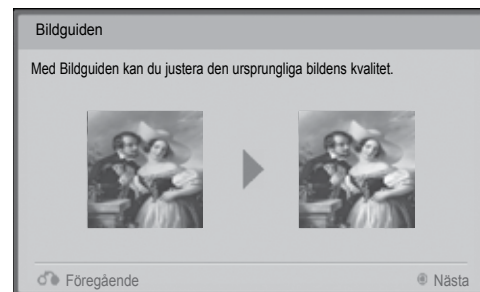 Bildguiden
Med Bildguiden kan du justera den ursprungliga bildens kvalitet.
Föregående
Nästa